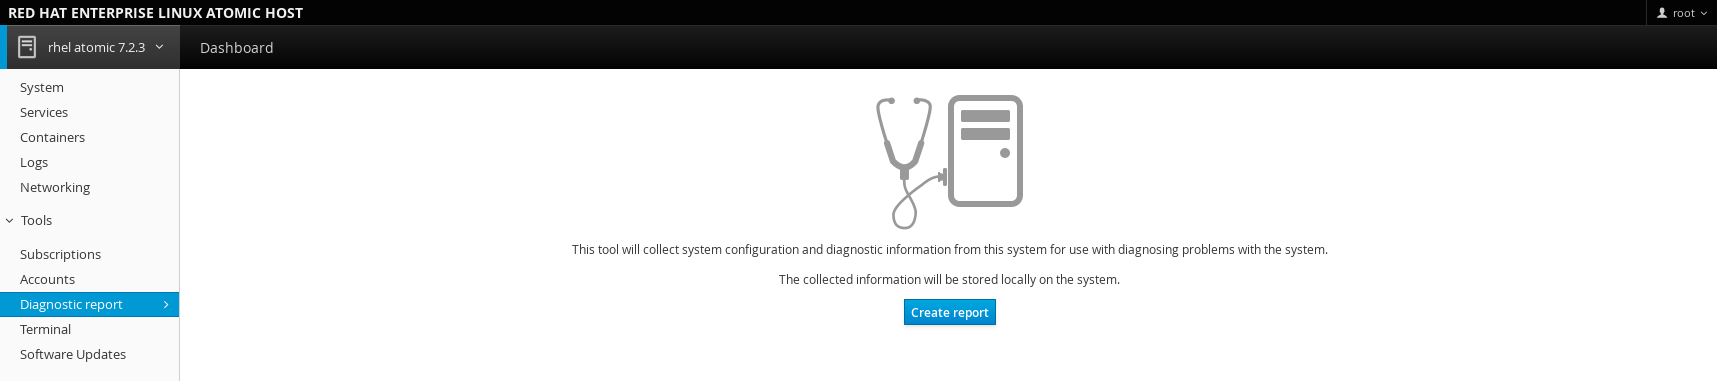 RED HAT ENTERPRISE LINUX ATOMIC HOST
root
rhel atomic 7.2.3
Dashboard
System
Services
Containers
Logs
Networking
Tools
Subscriptions
Accounts
Diagnostic report
Terminal
Software Updates
This tool will collect system configuration and diagnostic information from this system for use with diagnosing problems with the system.
The collected information will be stored locally on the system.
Create report